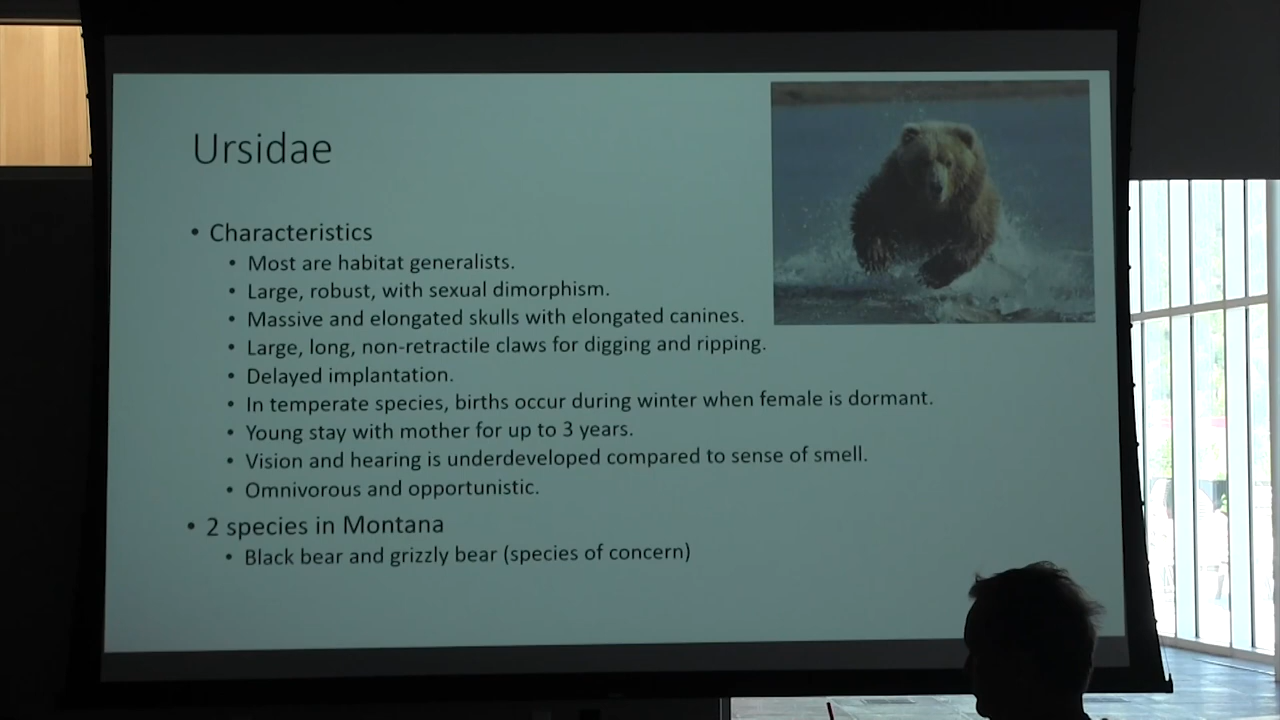 Ursidae
• Characteristics
• Most are habitat generalists.
• Large, robust, with sexual dimorphism.
• Massive and elongated skulls with elongated canines.
• Large, long, non-retractile claws for digging and ripping.
• Delayed implantation.
• In temperate species, births occur during winter when female is dormant.
• Young stay with mother for up to 3 years.
• Vision and hearing is underdeveloped compared to sense of smell.
• Omnivorous and opportunistic.
• 2 species in Montana
• Black bear and grizzly bear (species of concern)